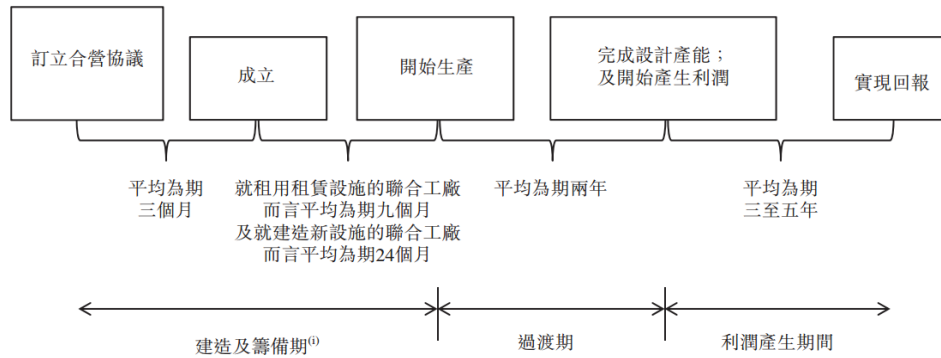 訂立合營協議
成立
開始生產
完成設計產能；
及開始產生利潤
實現回報
平均為期
三個月
就租用租賃設施的聯合工廠
而言平均為期九個月
及就建造新設施的聯合工廠
而言平均為期24個月
平均為期兩年
平均為期
三至五年
建造及籌備期(i)
過渡期
利潤產生期間